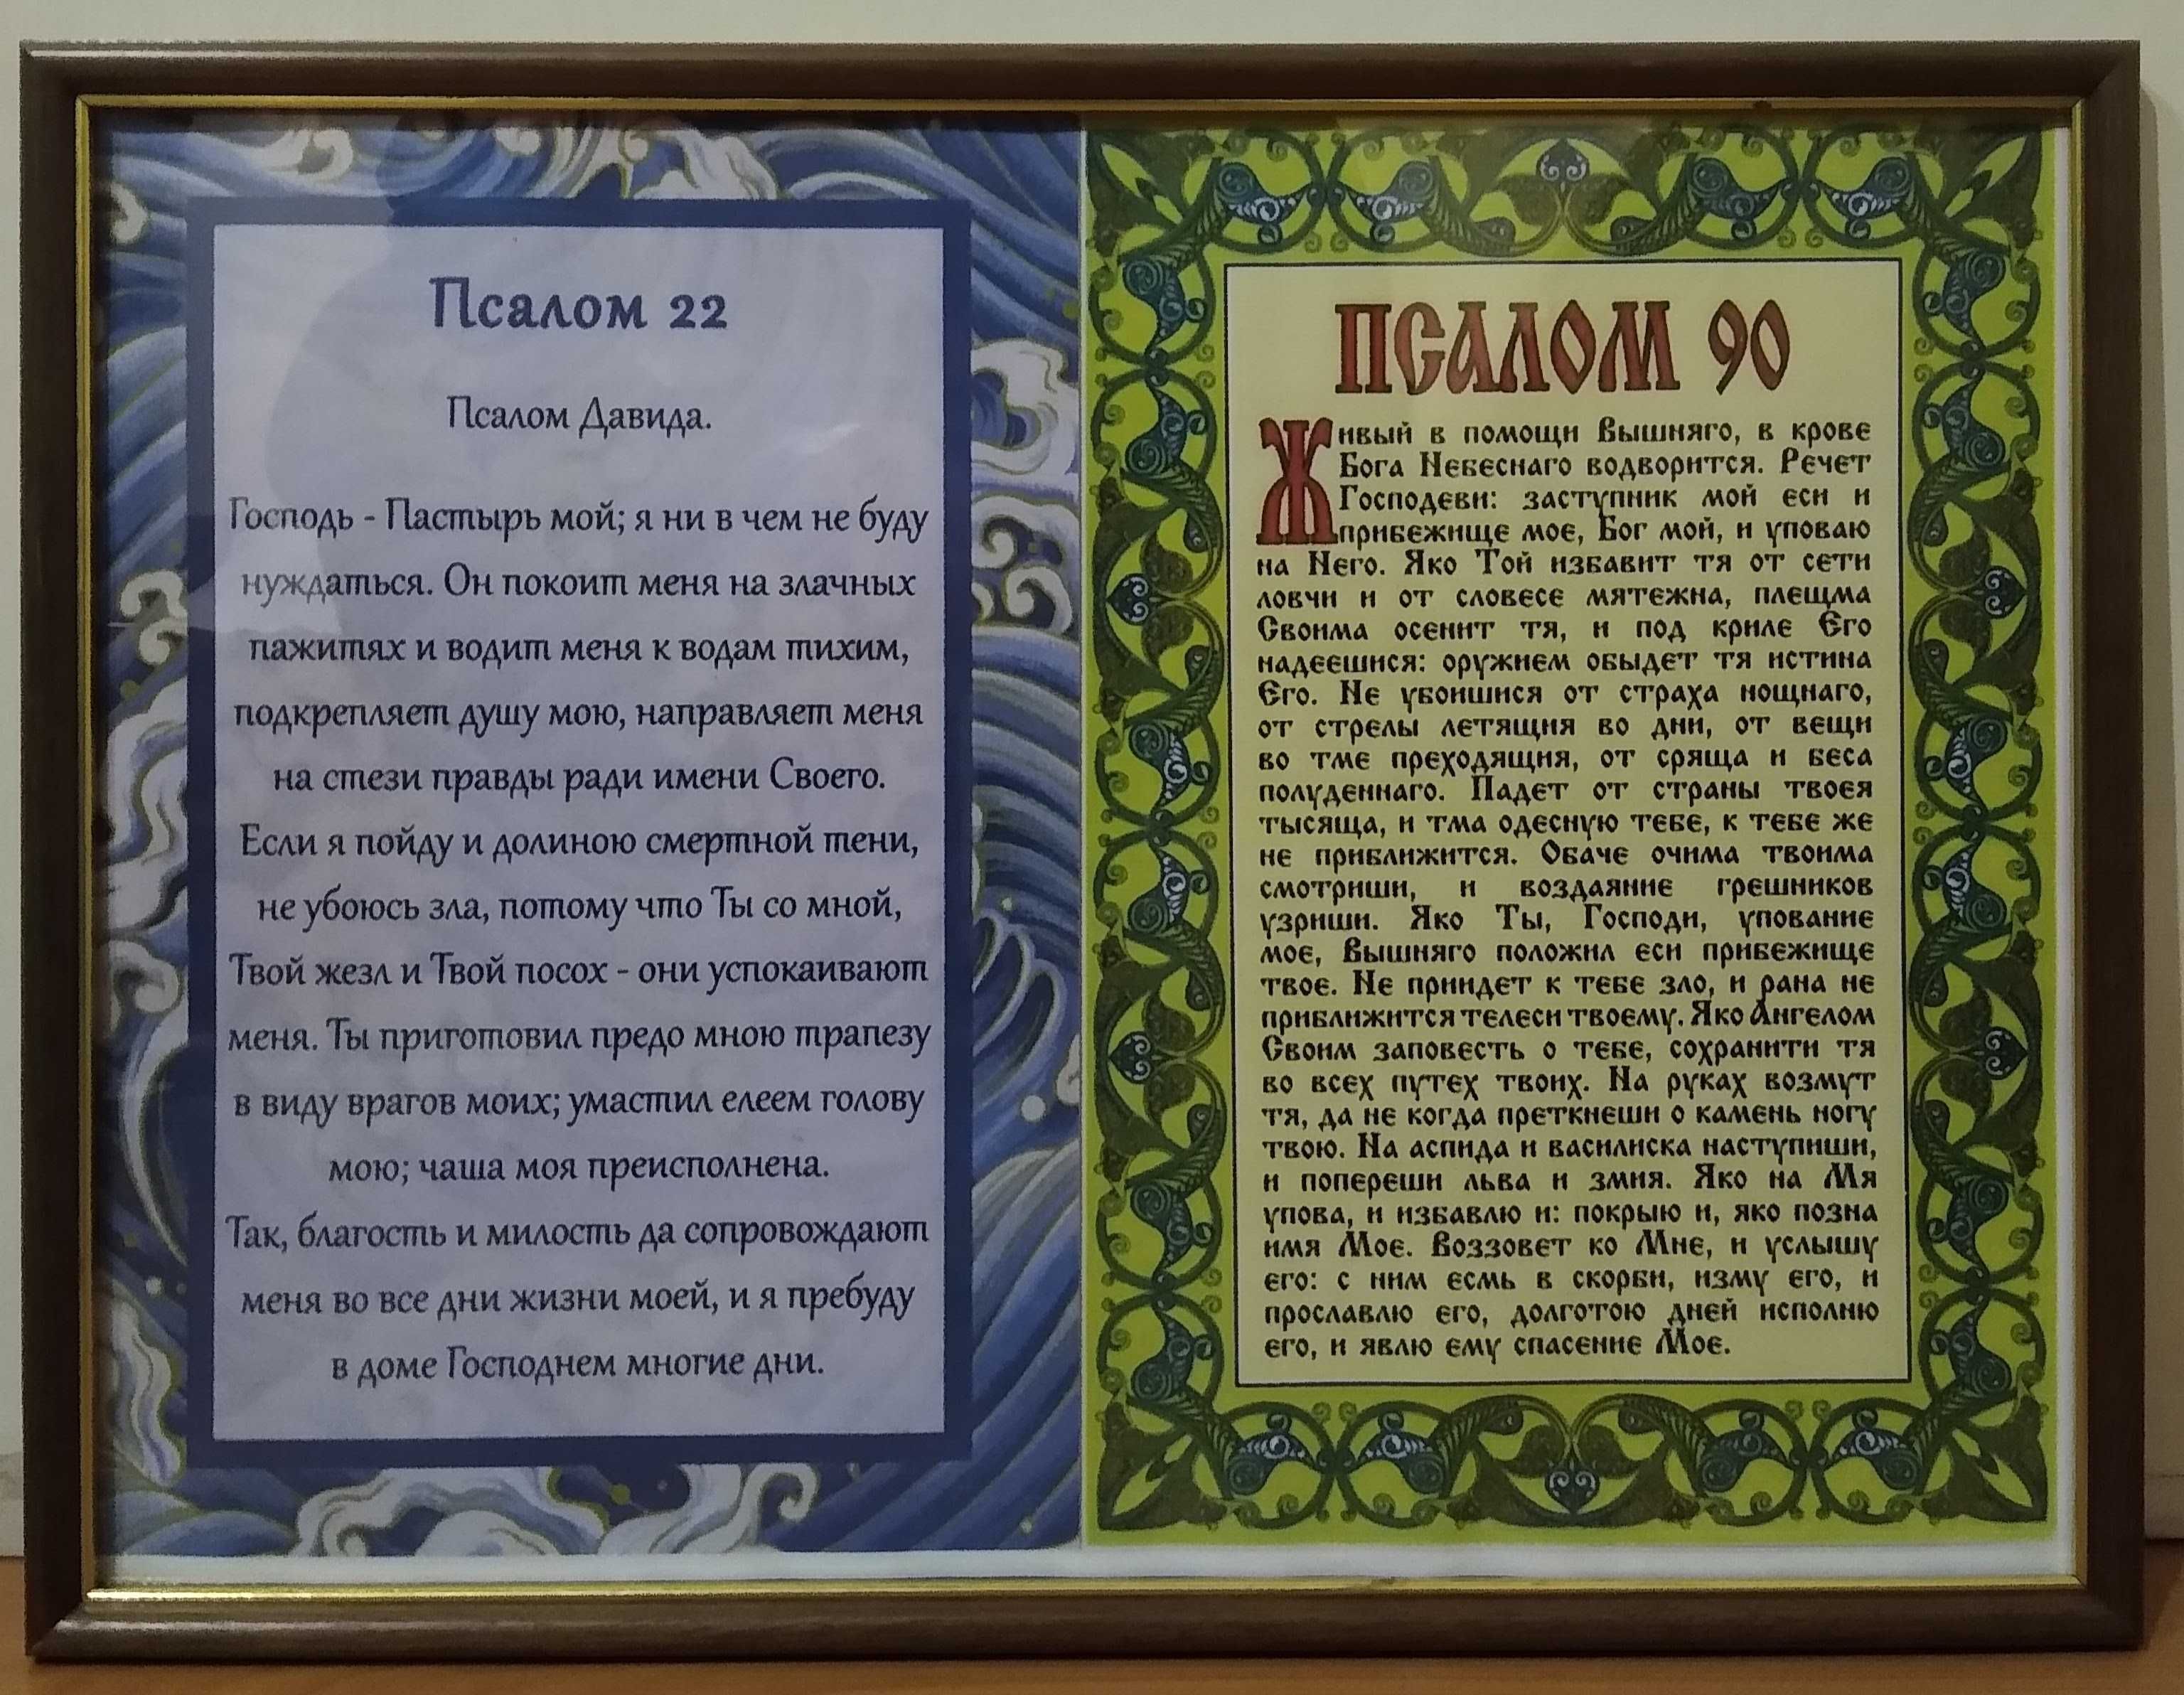 Псалом 22
Псалом Давида.
Господь - Пастырь мой; я ни в чем не буду
нуждаться. Он покоит меня на злачных
пажитях и водит меня к водам тихим,
подкрепляет душу мою, направляет меня
на стези правды ради имени Своего.
Если я пойду и долиною смертной тени,
не убоюсь зла, потому что Ты со мной,
Твой жезл и Твой посох - они успокаивают
меня. Ты приготовил предо мною трапезу
в виду врагов моих; умастил елеем голову
мою; чаша моя преисполнена.
Так, благость и милость да сопровождают
меня во все дни жизни моей, и я пребуду
в доме Господнем многие дни.
ПСАЛОМ 90
Живый в помощи Вышняго, в крове
Бога Небеснаго водворится. Речет
Господеви: заступник мой еси и
прибежище мое, Бог мой, и уповаю
на Него. Яко Той избавит тя от сети
ловчи и от словесе мятежна, плещма
Своима осенит тя, и под криле Его
надеешися: оружием обыдет тя истина
Его. Не убоишися от страха нощнаго,
от стрелы летящия во дни, от вещи
во тме преходящия, от сряща и беса
полуденнаго. Падет от страны твоея
тысяща, и тма одесную тебе, к тебе же
не приближится. Обаче очима твоима
смотриши, и воздаяние грешников
узриши. Яко Ты, Господи, упование
мое, Вышняго положил еси прибежище
твое. Не приидет к тебе зло, и рана не
приближится телеси твоему. Яко Ангелом
Своим заповесть о тебе, сохранити тя
во всех путех твоих. На руках возмут
тя, да не когда преткнеши о камень ногу
твою. На аспида и василиска наступиши,
и попереши льва и змия. Яко на Мя
упова, и избавлю и: покрыю и, яко позна
имя Мое. Воззовет ко Мне, и услышу
его: с ним есмь в скорби, изму его, и
прославлю его, долготою дней исполню
его, и явлю ему спасение Мое.